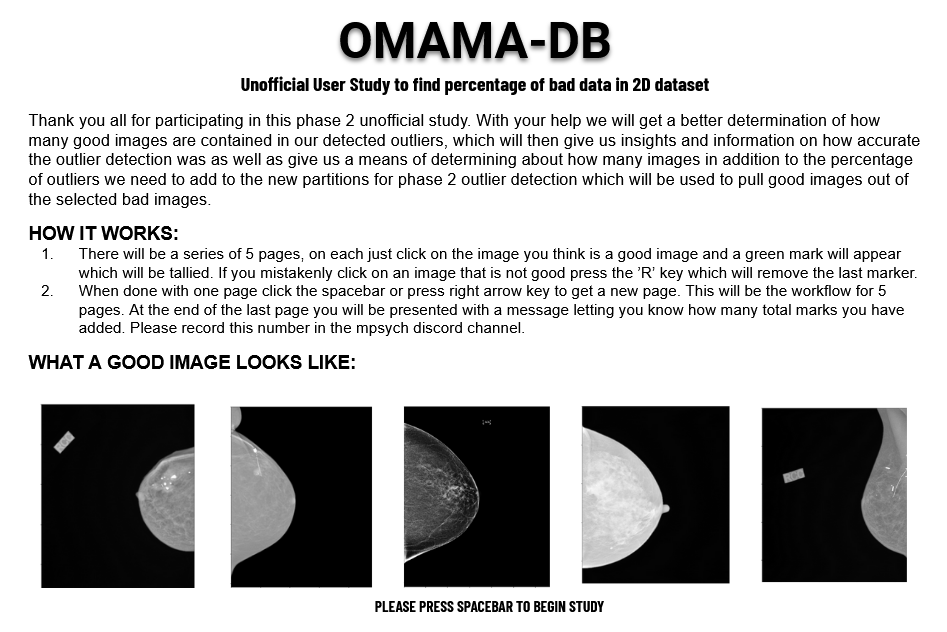 OMAMA-DB
Unofficial User Study to find percentage of bad data in 2D dataset
Thank you all for participating in this phase 2 unofficial study. With your help we will get a better determination of how
many good images are contained in our detected outliers, which will then give us insights and information on how accurate
the outlier detection was as well as give us a means of determining about how many images in addition to the percentage
of outliers we need to add to the new partitions for phase 2 outlier detection which will be used to pull good images out of
the selected bad images.
HOW IT WORKS:
1. There will be a series of 5 pages, on each just click on the image you think is a good image and a green mark will appear
which will be tallied. If you mistakenly click on an image that is not good press the 'R' key which will remove the last marker.
2. When done with one page click the spacebar or press right arrow key to get a new page. This will be the workflow for 5
pages. At the end of the last page you will be presented with a message letting you know how many total marks you have
added. Please record this number in the mpsych discord channel.
WHAT A GOOD IMAGE LOOKS LIKE:
PLEASE PRESS SPACEBAR TO BEGIN STUDY